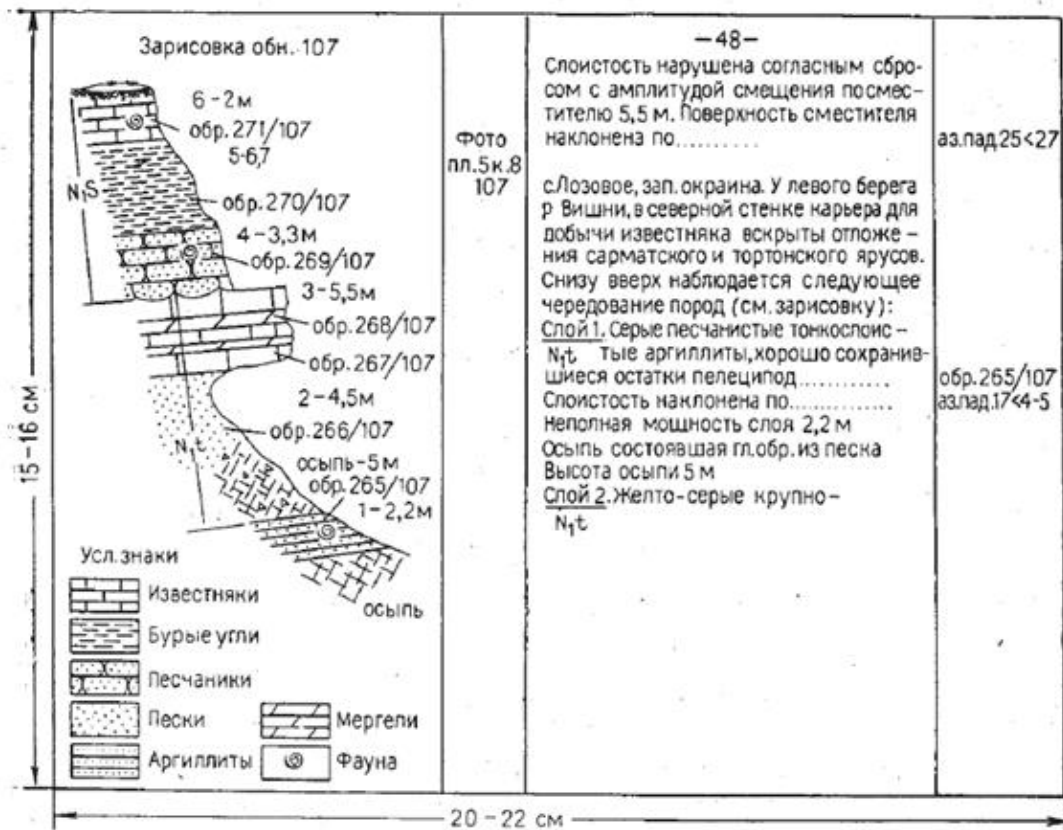 Зарисовка обн. 107
6-2м
обр. 271/107
5-6,7
N₁S
обр. 270/107
4-3,3м
обр. 269/107
3-5,5м
обр. 268/107
обр. 267/107
2-4,5м
обр. 266/107
N₁t
осыпь-5м
обр. 265/107
1-2,2м
осыпь
Усл. знаки
Известняки
Бурые угли
Песчаники
Пески
Мергели
Аргиллиты
Фауна
15-16 см
Фото
пл.5к.8
107
-48-
Слоистость нарушена согласным сбро-
сом с амплитудой смещения посмес-
тителю 5,5 м. Поверхность сместителя
наклонена по..........
аз.пад.25<27
с.Лозовое, зап. окраина. У левого берега
р Вишни, в северной стенке карьера для
добычи известняка вскрыты отложе-
ния сарматского и тортонского ярусов.
Снизу вверх наблюдается следующее
чередование пород (см. зарисовку):
Слой 1. Серые песчанистые тонкослоис-
N₁t тые аргиллиты, хорошо сохранив-
шиеся остатки пелеципод............
обр. 265/107
Слоистость наклонена по.............
аз.пад.17<4-5
Неполная мощность слоя 2,2 м
Осыпь состоявшая гл.обр. из песка
Высота осыпи 5 м
Слой 2. Желто-серые крупно-
N₁t
20-22 см